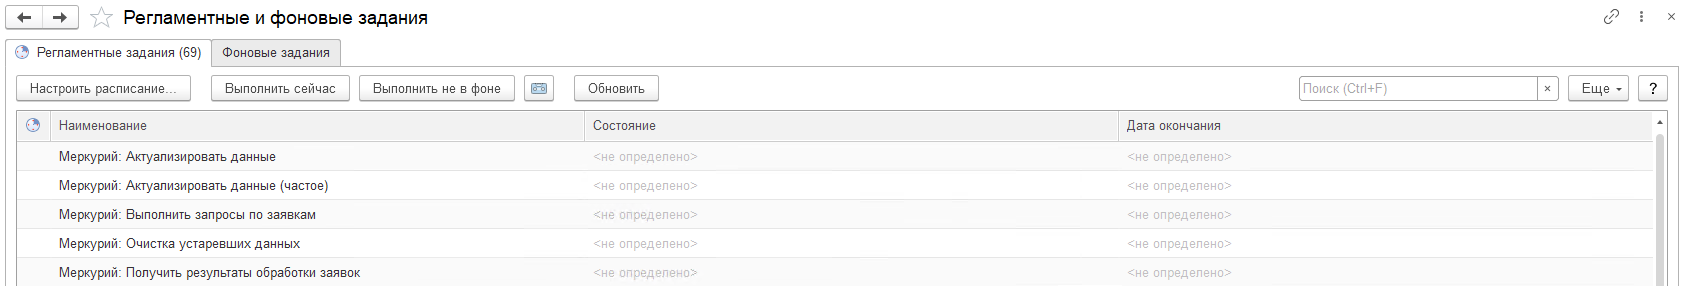 Регламентные и фоновые задания
Регламентные задания (69) Фоновые задания
Настроить расписание... Выполнить сейчас Выполнить не в фоне Обновить Поиск (Ctrl+F) × Еще ?
Наименование Состояние Дата окончания
Меркурий: Актуализировать данные <не определено> <не определено>
Меркурий: Актуализировать данные (частое) <не определено> <не определено>
Меркурий: Выполнить запросы по заявкам <не определено> <не определено>
Меркурий: Очистка устаревших данных <не определено> <не определено>
Меркурий: Получить результаты обработки заявок <не определено> <не определено>